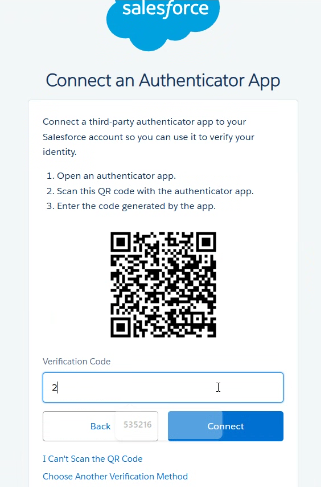 salesforce
Connect an Authenticator App
Connect a third-party authenticator app to your
Salesforce account so you can use it to verify your
identity.
1. Open an authenticator app.
2. Scan this QR code with the authenticator app.
3. Enter the code generated by the app.
Verification Code
2
Back 535216 Connect
I Can't Scan the QR Code
Choose Another Verification Method